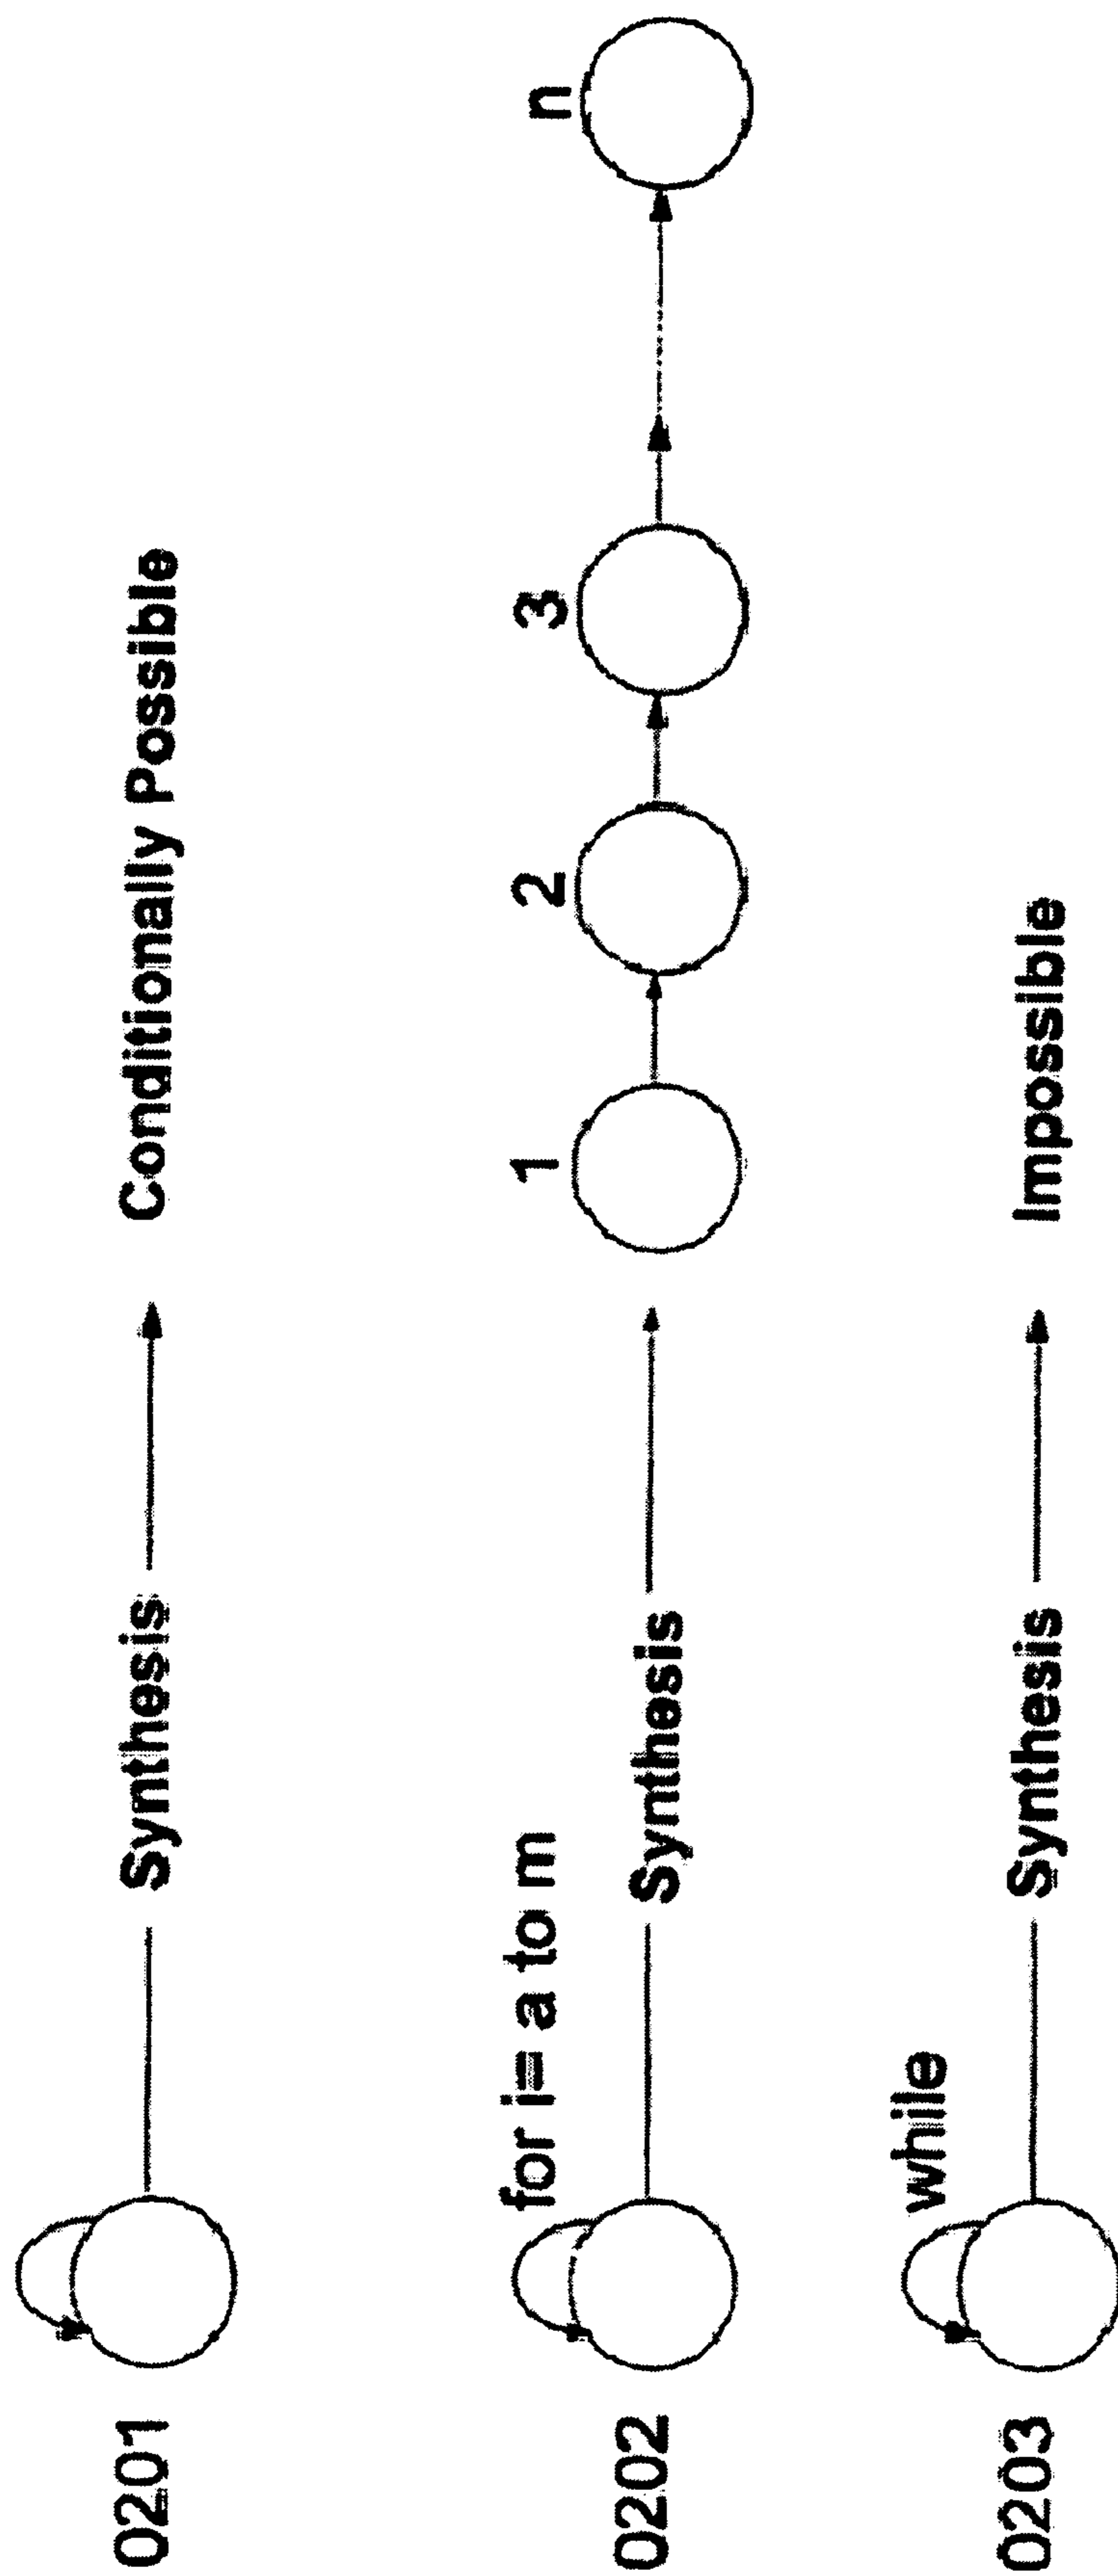 0201 Synthesis Conditionally Possible
for i= a to m 1 2 3 n
0202 Synthesis
while
0203 Synthesis Impossible